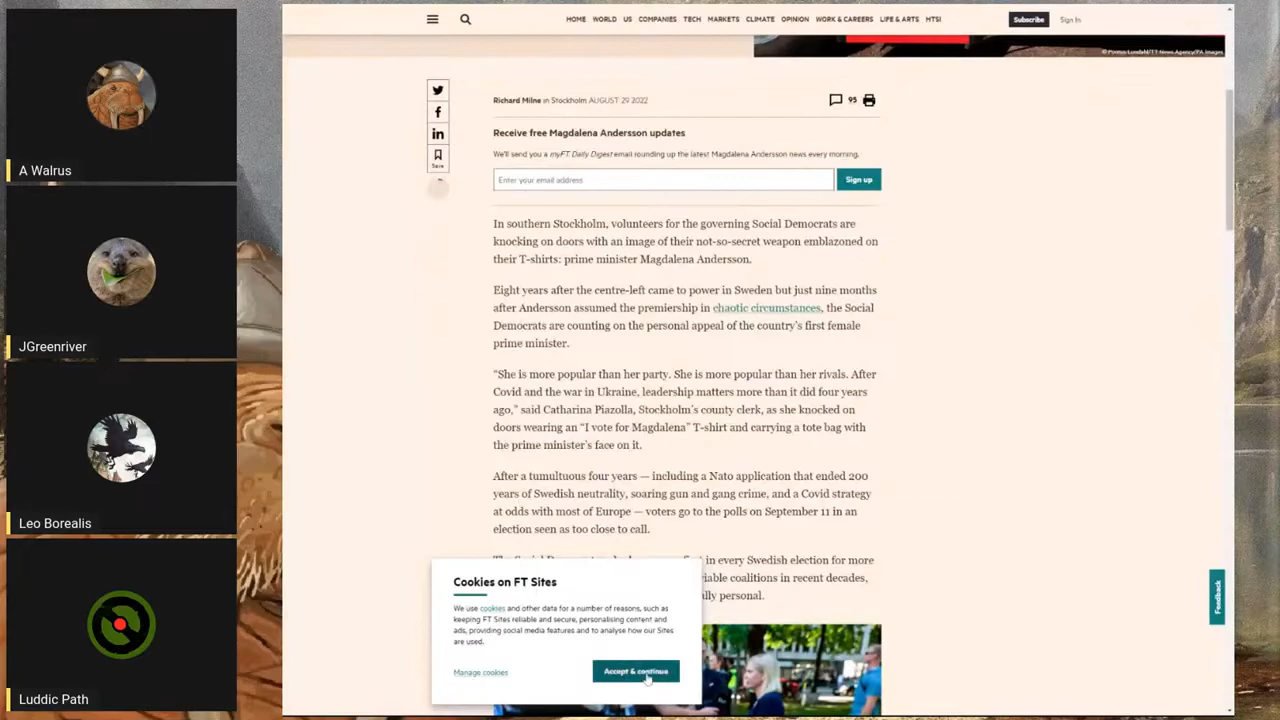 HOME WORLD US COMPANIES TECH MARKETS CLIMATE OPINION WORK & CAREERS LIFE & ARTS HTSI
Subscribe
Sign In
Richard Milne in Stockholm AUGUST 29 2022
95
Receive free Magdalena Andersson updates
We'll send you a myFT Daily Digest email rounding up the latest Magdalena Andersson news every morning.
Enter your email address
Sign up
Save
In southern Stockholm, volunteers for the governing Social Democrats are
knocking on doors with an image of their not-so-secret weapon emblazoned on
their T-shirts: prime minister Magdalena Andersson.
Eight years after the centre-left came to power in Sweden but just nine months
after Andersson assumed the premiership in chaotic circumstances, the Social
Democrats are counting on the personal appeal of the country's first female
prime minister.
“She is more popular than her party. She is more popular than her rivals. After
Covid and the war in Ukraine, leadership matters more than it did four years
ago,” said Catharina Piazolla, Stockholm's county clerk, as she knocked on
doors wearing an “I vote for Magdalena” T-shirt and carrying a tote bag with
the prime minister's face on it.
After a tumultuous four years — including a Nato application that ended 200
years of Swedish neutrality, soaring gun and gang crime, and a Covid strategy
at odds with most of Europe — voters go to the polls on September 11 in an
election seen as too close to call.
in every Swedish election for more
coalitions in recent decades,
personal.
Cookies on FT Sites
We use cookies and other data for a number of reasons, such as
keeping FT Sites reliable and secure, personalising content and
ads, providing social media features and to analyse how our Sites
are used.
Manage cookies
Accept & continue
Feedback
A Walrus
JGreenriver
Leo Borealis
Luddic Path